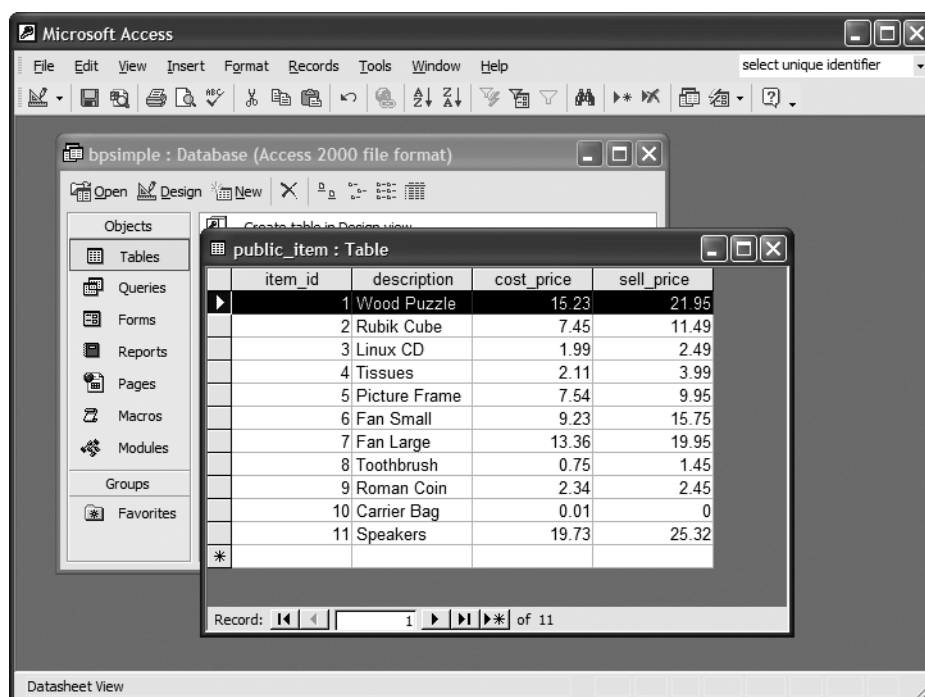 Microsoft Access
File Edit View Insert Format Records Tools Window Help
select unique identifier
bpsimple : Database (Access 2000 file format)
Open Design New
Objects
Create table in Design view
Tables
Queries
Forms
Reports
Pages
Macros
Modules
Groups
Favorites
public_item : Table
item_id description cost_price sell_price
1 Wood Puzzle 15.23 21.95
2 Rubik Cube 7.45 11.49
3 Linux CD 1.99 2.49
4 Tissues 2.11 3.99
5 Picture Frame 7.54 9.95
6 Fan Small 9.23 15.75
7 Fan Large 13.36 19.95
8 Toothbrush 0.75 1.45
9 Roman Coin 2.34 2.45
10 Carrier Bag 0.01 0
11 Speakers 19.73 25.32
Record: 1 of 11
Datasheet View